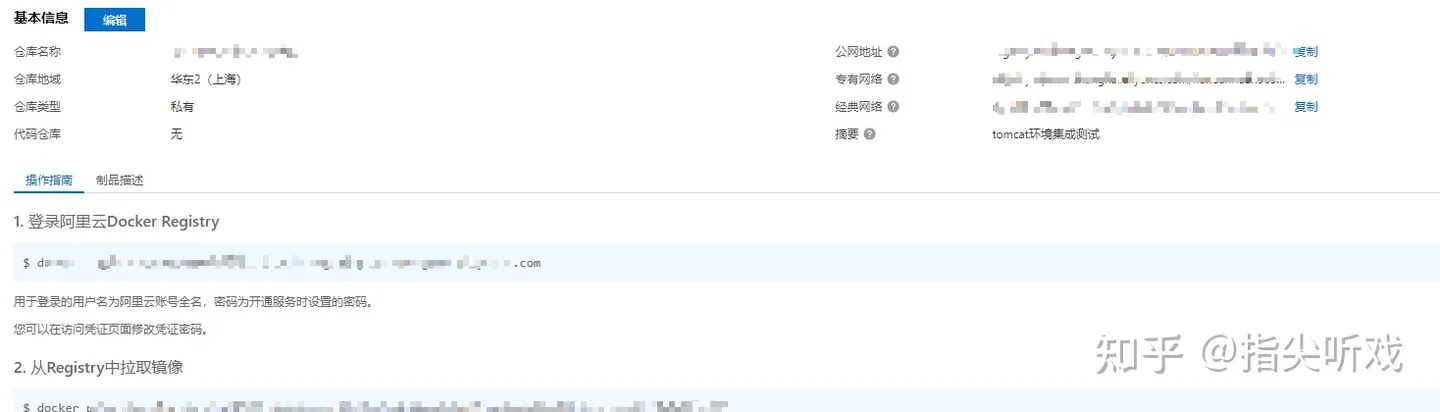 基本信息 编辑
仓库名称
公网地址 复制
仓库地域 华东2（上海）
专有网络 复制
仓库类型 私有
经典网络 复制
代码仓库 无
摘要 tomcat环境集成测试
操作指南 制品描述
1. 登录阿里云Docker Registry
$ .com
用于登录的用户名为阿里云账号全名，密码为开通服务时设置的密码。
您可以在访问凭证页面修改凭证密码。
2. 从Registry中拉取镜像
$ docker
知乎 @指尖听戏